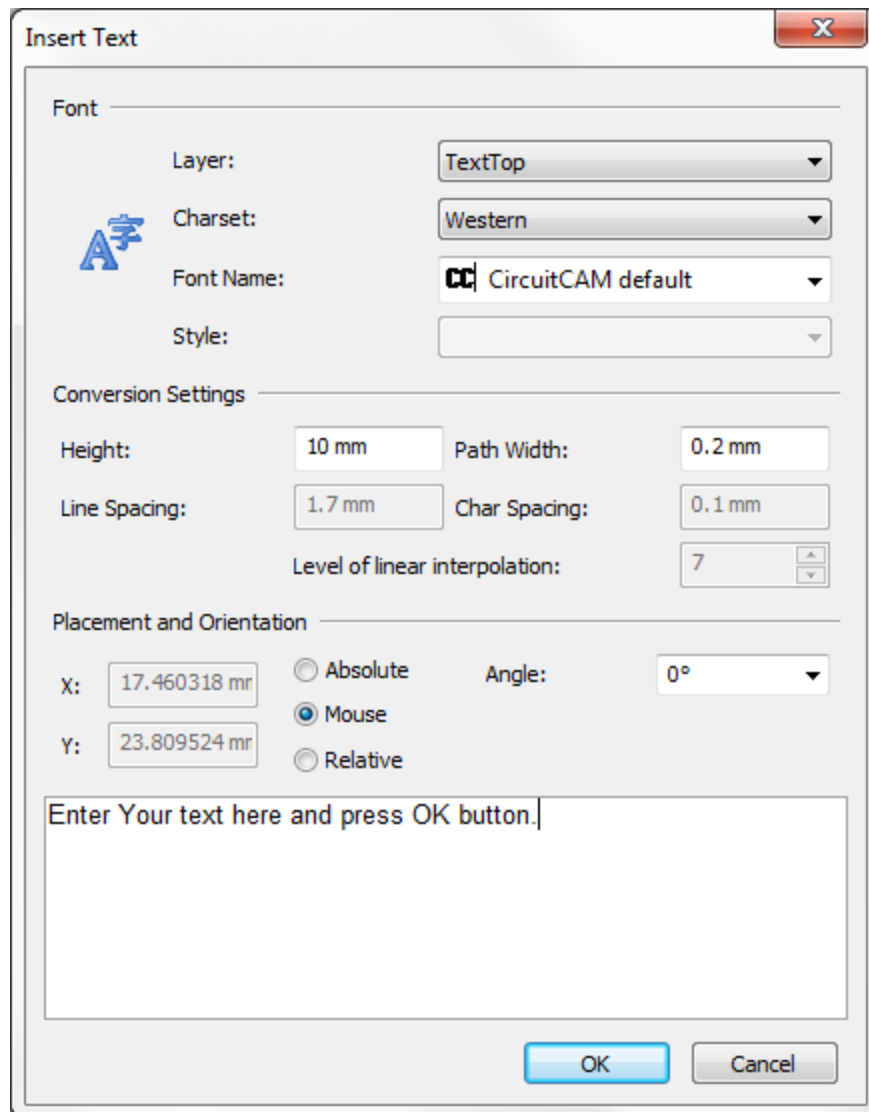 Insert Text
Font
Layer: TextTop
A字
Charset: Western
Font Name: CC CircuitCAM default
Style:
Conversion Settings
Height: 10 mm Path Width: 0.2 mm
Line Spacing: 1.7 mm Char Spacing: 0.1 mm
Level of linear interpolation: 7
Placement and Orientation
X: 17.460318 mr Absolute Angle: 0°
Mouse
Y: 23.809524 mr
Relative
Enter Your text here and press OK button.
OK Cancel